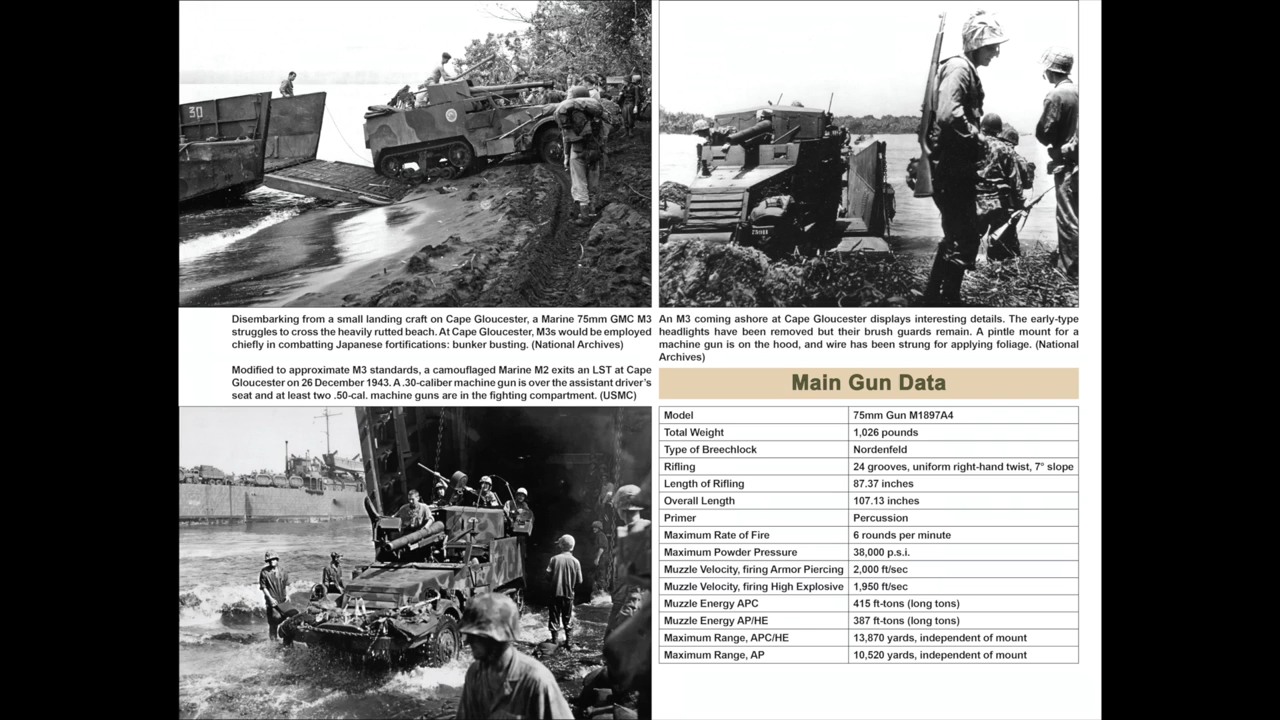 30
Disembarking from a small landing craft on Cape Gloucester, a Marine 75mm GMC M3
struggles to cross the heavily rutted beach. At Cape Gloucester, M3s would be employed
chiefly in combatting Japanese fortifications: bunker busting. (National Archives)
Modified to approximate M3 standards, a camouflaged Marine M2 exits an LST at Cape
Gloucester on 26 December 1943. A .30-caliber machine gun is over the assistant driver's
seat and at least two .50-cal. machine guns are in the fighting compartment. (USMC)
An M3 coming ashore at Cape Gloucester displays interesting details. The early-type
headlights have been removed but their brush guards remain. A pintle mount for a
machine gun is on the hood, and wire has been strung for applying foliage. (National
Archives)
Main Gun Data
Model 75mm Gun M1897A4
Total Weight 1,026 pounds
Type of Breechlock Nordenfeld
Rifling 24 grooves, uniform right-hand twist, 7° slope
Length of Rifling 87.37 inches
Overall Length 107.13 inches
Primer Percussion
Maximum Rate of Fire 6 rounds per minute
Maximum Powder Pressure 38,000 p.s.i.
Muzzle Velocity, firing Armor Piercing 2,000 ft/sec
Muzzle Velocity, firing High Explosive 1,950 ft/sec
Muzzle Energy APC 415 ft-tons (long tons)
Muzzle Energy AP/HE 387 ft-tons (long tons)
Maximum Range, APC/HE 13,870 yards, independent of mount
Maximum Range, AP 10,520 yards, independent of mount